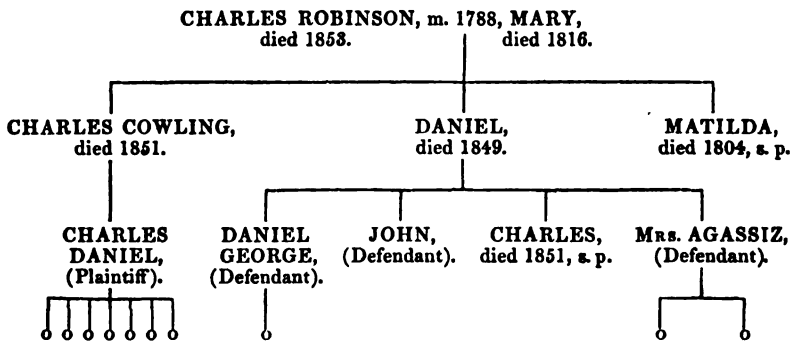 CHARLES ROBINSON, m. 1788, MARY,
died 1853. died 1816.
CHARLES COWLING, DANIEL, MATILDA,
died 1851. died 1849. died 1804, s. p.
CHARLES DANIEL JOHN, CHARLES, MRS. AGASSIZ,
DANIEL, GEORGE, (Defendant). died 1851, s. p. (Defendant).
(Plaintiff). (Defendant).
o o o o o o o o o o